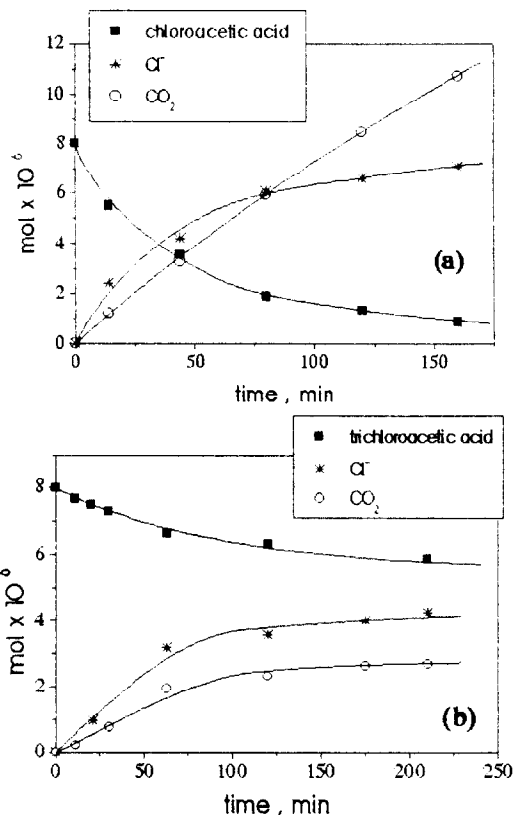 chloroacetic acid
Cl⁻
CO₂
12
10
8
6
4
2
0
mol x 10⁶
(a)
0
50
100
150
time , min
trichloroacetic acid
Cl⁻
CO₂
8
6
4
2
0
mol x 10⁶
(b)
0
50
100
150
200
250
time , min